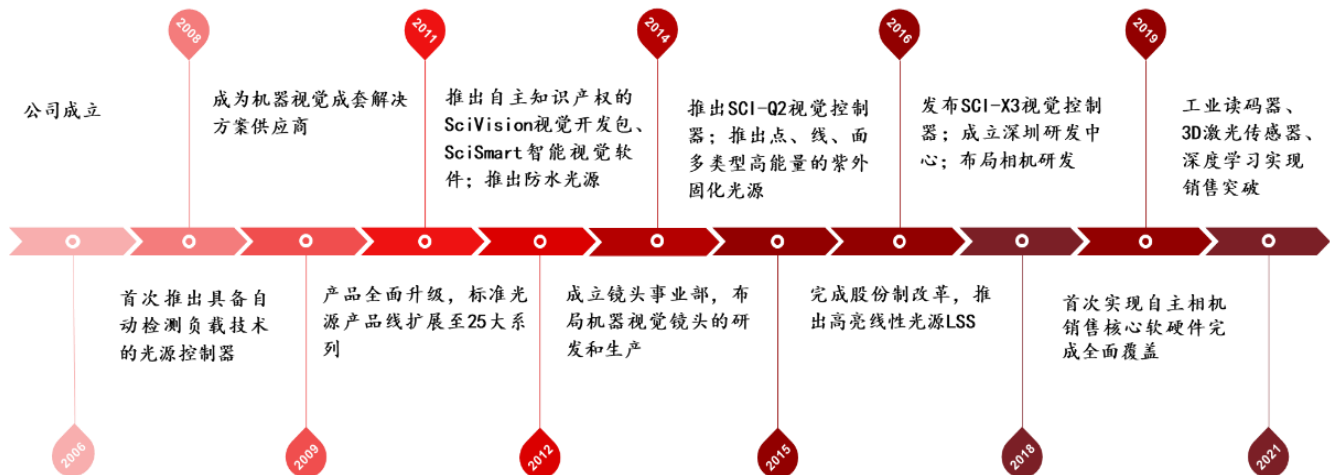 2008
2011
2014
2016
2019
公司成立
成为机器视觉成套解决
方案供应商
推出自主知识产权的
SciVision视觉开发包、
SciSmart智能视觉软
件；推出防水光源
推出SCI-Q2视觉控制
器；推出点、线、面
多类型高能量的紫外
固化光源
发布SCI-X3视觉控制
器；成立深圳研发中
心；布局相机研发
工业读码器、
3D激光传感器、
深度学习实现
销售突破
首次推出具备自
动检测负载技术
的光源控制器
产品全面升级，标准光
源产品线扩展至25大系
列
成立镜头事业部，布
局机器视觉镜头的研
发和生产
完成股份制改革，推
出高亮线性光源LSS
首次实现自主相机
销售核心软硬件完
成全面覆盖
2006
2009
2012
2015
2018
2021